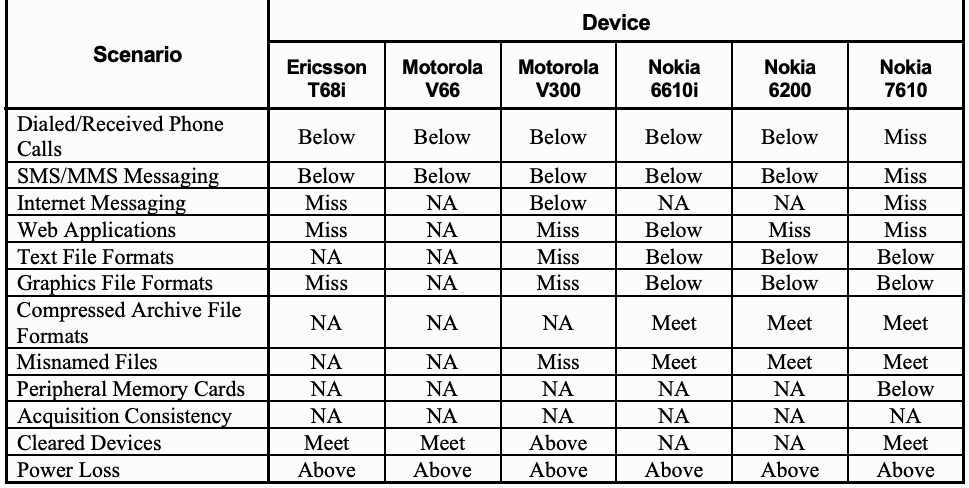 Scenario
Device
Ericsson T68i
Motorola V66
Motorola V300
Nokia 6610i
Nokia 6200
Nokia 7610
Dialed/Received Phone
Calls
Below Below Below Below Below Miss
SMS/MMS Messaging Below Below Below Below Below Miss
Internet Messaging Miss NA Below NA NA Miss
Web Applications Miss NA Miss Below Miss Miss
Text File Formats NA NA Miss Below Below Below
Graphics File Formats Miss NA Miss Below Below Below
Compressed Archive File
Formats
NA NA NA Meet Meet Meet
Misnamed Files NA NA Miss Meet Meet Meet
Peripheral Memory Cards NA NA NA NA NA Below
Acquisition Consistency NA NA NA NA NA NA
Cleared Devices Meet Meet Above NA NA Meet
Power Loss Above Above Above Above Above Above